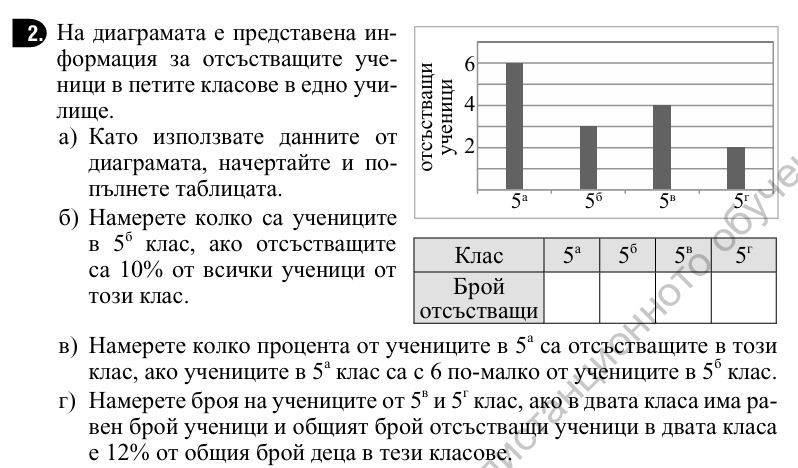 2. На диаграмата е представена ин-
формация за отсъстващите уче-
ници в петите класове в едно учи-
лище.
а) Като използвате данните от
диаграмата, начертайте и по-
пълнете таблицата.
б) Намерете колко са учениците
в 5ᵇ клас, ако отсъстващите
са 10% от всички ученици от
този клас.
отсъстващи
ученици
6
4
2
5а 5б 5в 5г
Клас 5а 5б 5в 5г
Брой
отсъстващи
в) Намерете колко процента от учениците в 5а са отсъстващите в този
клас, ако учениците в 5а клас са с 6 по-малко от учениците в 5б клас.
г) Намерете броя на учениците от 5в и 5г клас, ако в двата класа има ра-
вен брой ученици и общият брой отсъстващи ученици в двата класа
е 12% от общия брой деца в тези класове.
дистанционното обучен